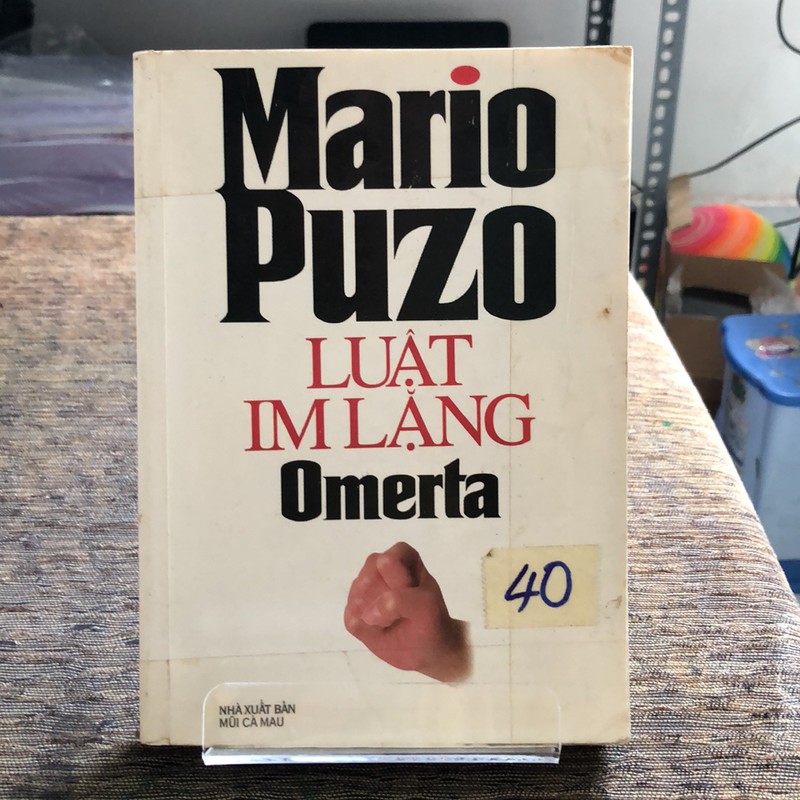 Mario
Puzo
LUẬT
IM LẶNG
Omerta
40
NHÀ XUẤT BẢN
MŨI CÀ MAU